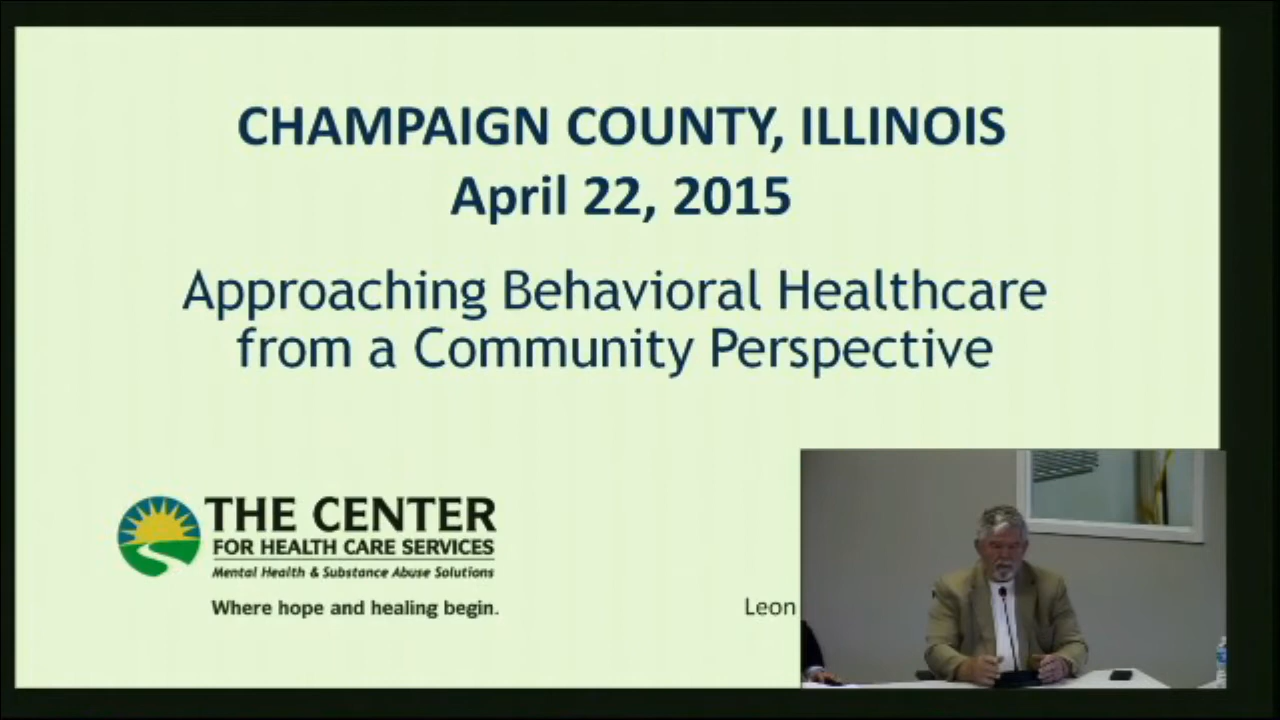 CHAMPAIGN COUNTY, ILLINOIS
April 22, 2015
Approaching Behavioral Healthcare
from a Community Perspective
THE CENTER
FOR HEALTH CARE SERVICES
Mental Health & Substance Abuse Solutions
Where hope and healing begin.
Leon